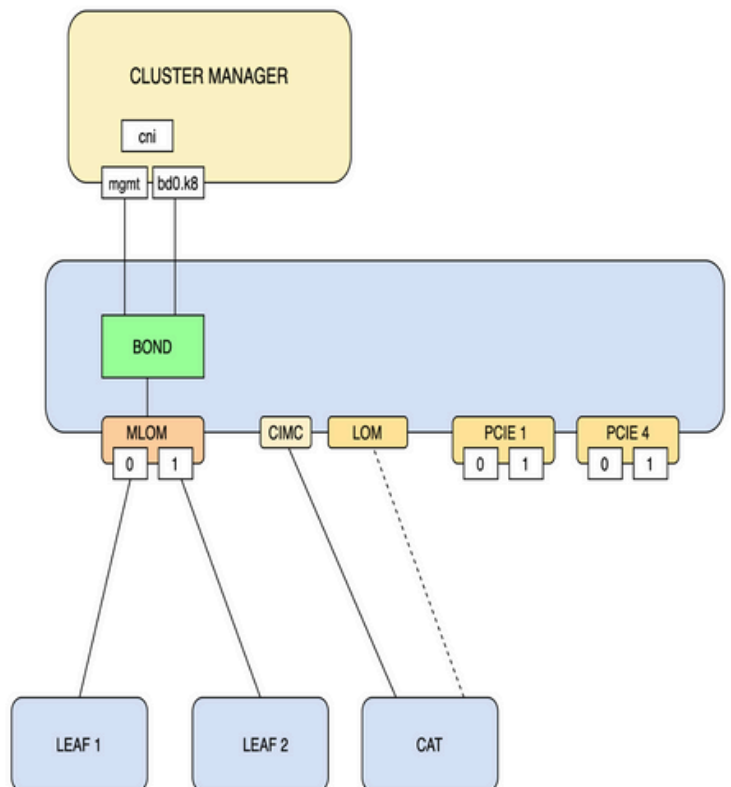 CLUSTER MANAGER
cni
mgmt
bd0.k8
BOND
MLOM
CIMC
LOM
PCIE 1
PCIE 4
0
1
0
1
0
1
LEAF 1
LEAF 2
CAT